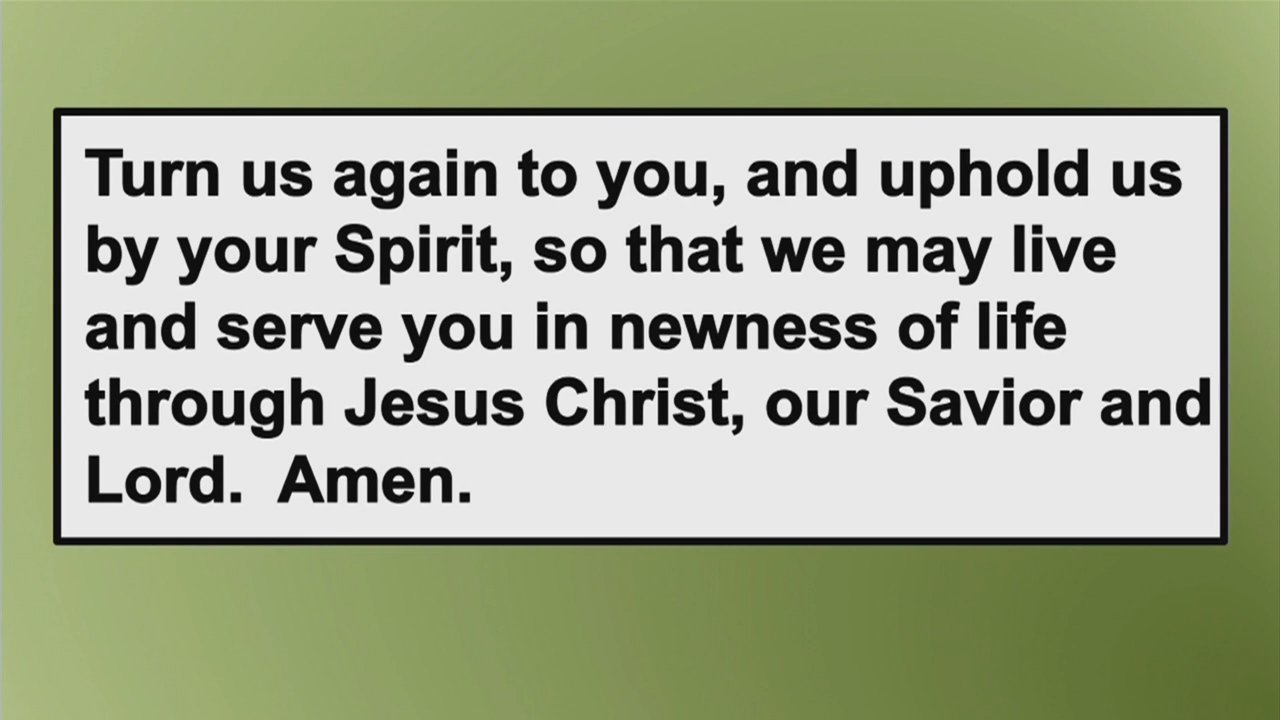 Turn us again to you, and uphold us
by your Spirit, so that we may live
and serve you in newness of life
through Jesus Christ, our Savior and
Lord.  Amen.